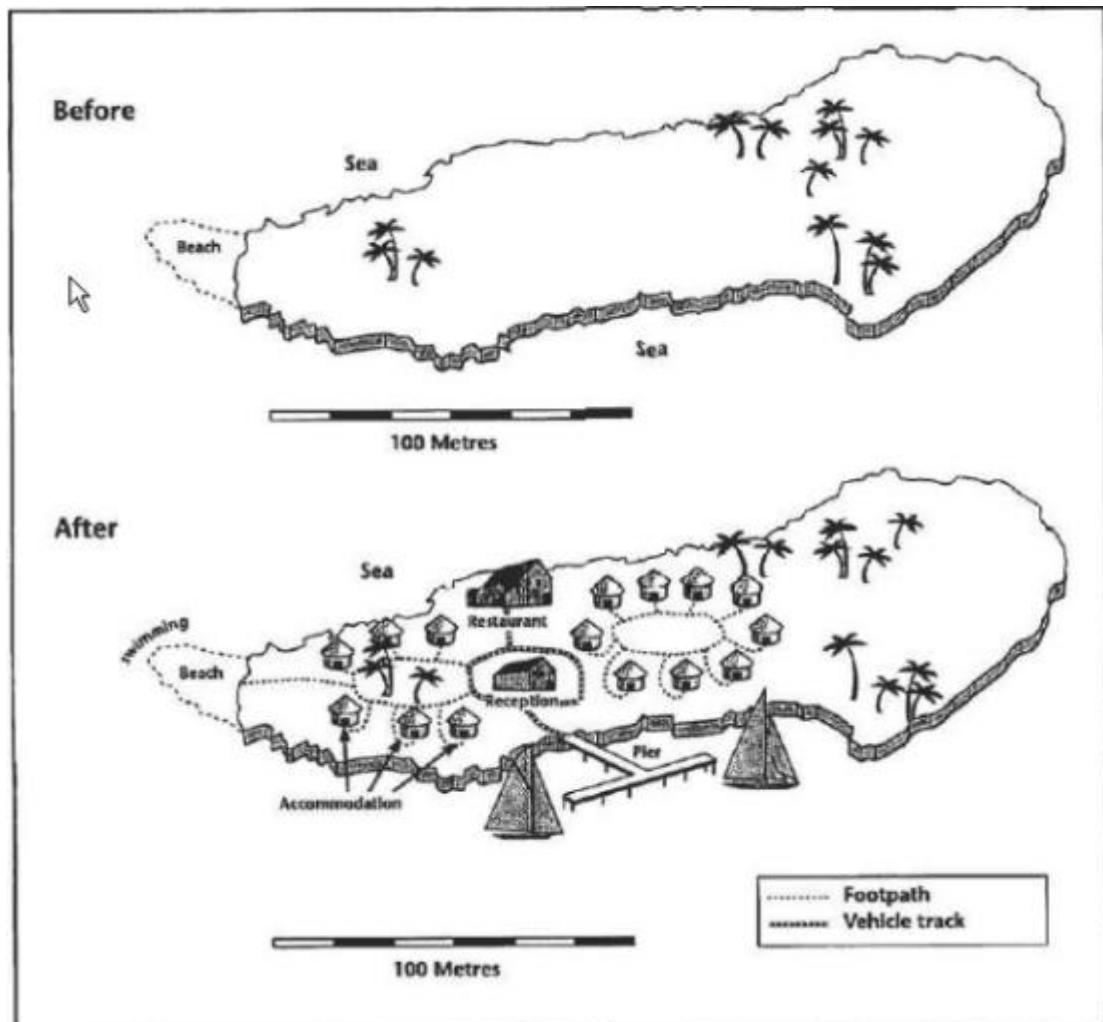 Before
Sea
Beach
Sea
100 Metres
After
Sea
swimming
Restaurant
Beach
Reception
Pier
Accommodation
Footpath
Vehicle track
100 Metres